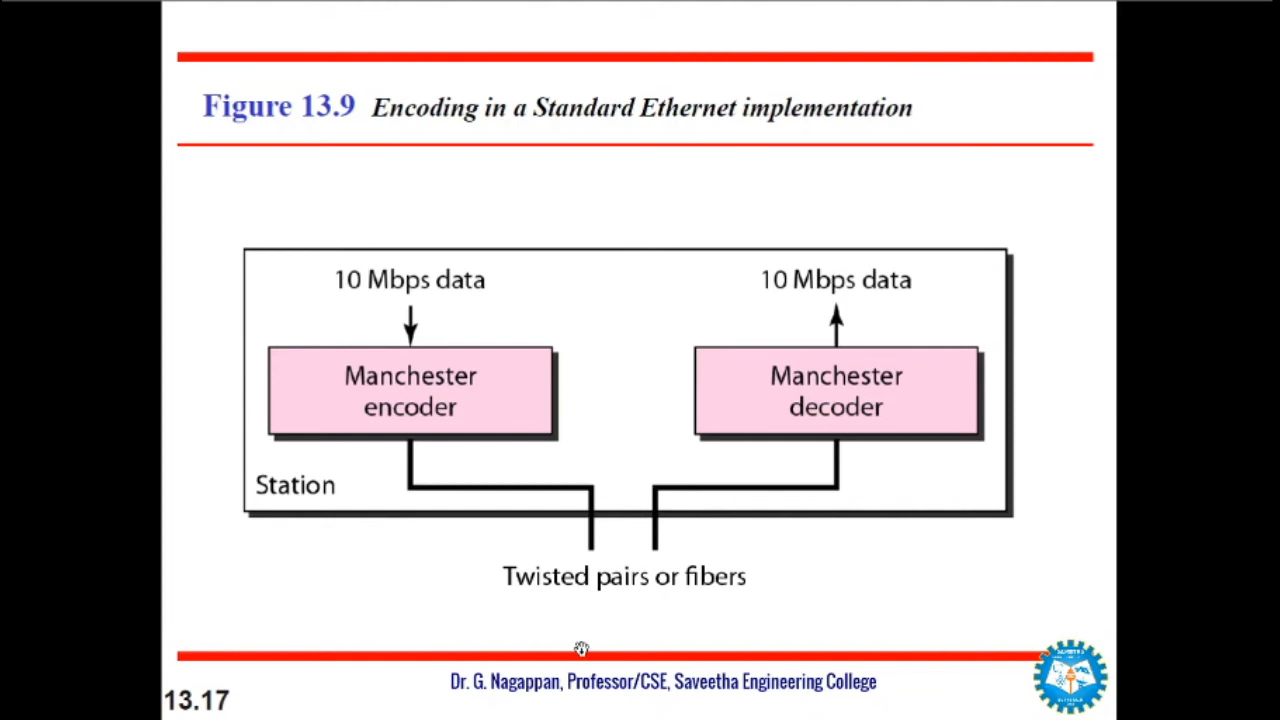 Figure 13.9 Encoding in a Standard Ethernet implementation
10 Mbps data
10 Mbps data
Manchester
encoder
Manchester
decoder
Station
Twisted pairs or fibers
Dr. G. Nagappan, Professor/CSE, Saveetha Engineering College
13.17
SAVEETHA